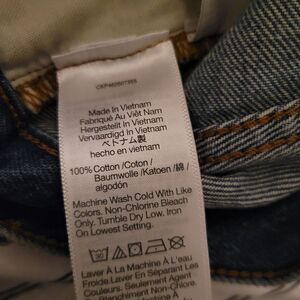 Made In Vietnam
Fabriqué Au Việt Nam
Hergestellt In Vietnam
Vervaardigd In Vietnam
ベトナム製
hecho en vietnam
100% Cotton /Coton /
Baumwolle /Katoen /綿 /
algodón
Machine Wash Cold With Like
Colors. Non-Chlorine Bleach
Only. Tumble Dry Low. Iron
On Lowest Setting.
Laver À La Machine À L'eau
Froide Laver En Séparant Les
Couleurs. Seulement Agent